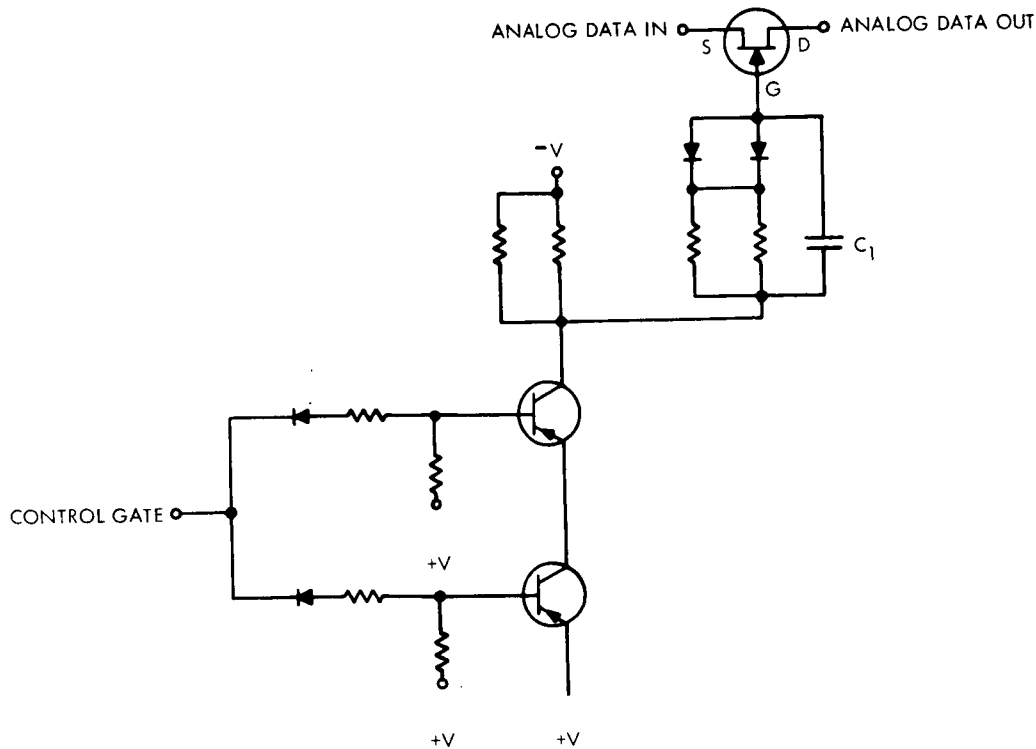 ANALOG DATA IN
S
D
ANALOG DATA OUT
G
−V
C1
CONTROL GATE
+V
+V
+V